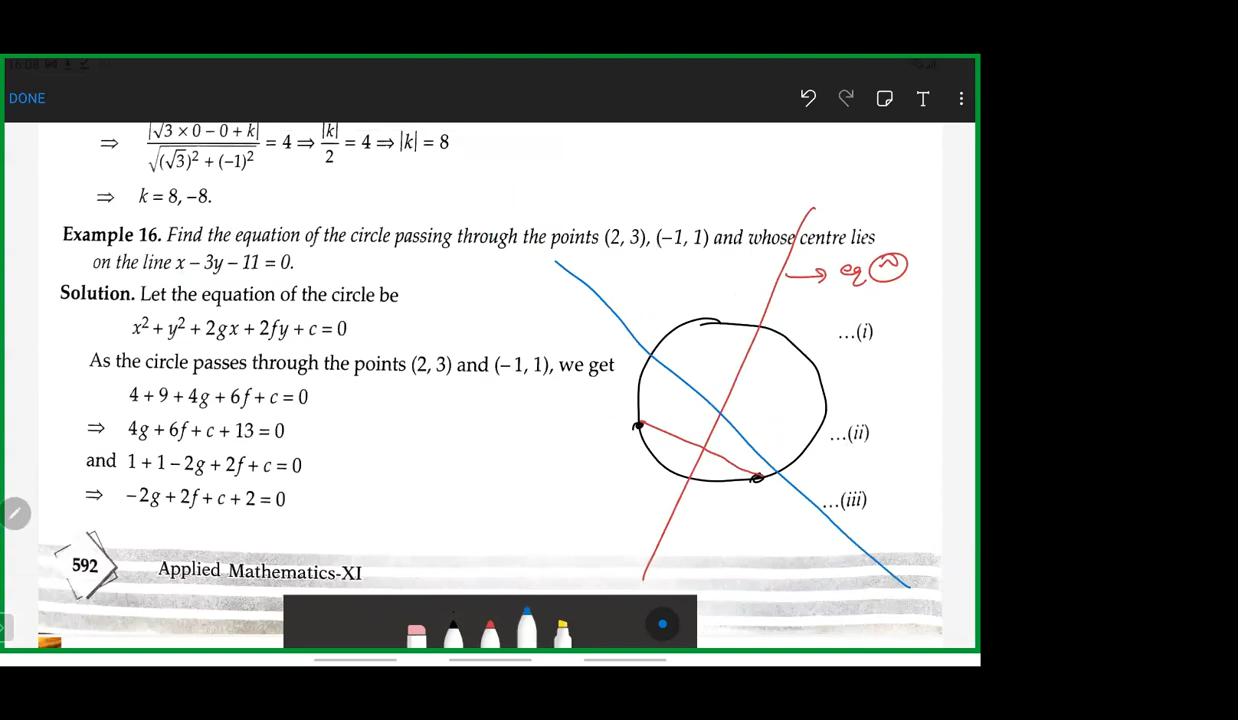 16:08
DONE
T
⇒ |√3 × 0 – 0 + k| / √((√3)² + (–1)²) = 4 ⇒ |k|/2 = 4 ⇒ |k| = 8
⇒ k = 8, –8.
Example 16. Find the equation of the circle passing through the points (2, 3), (–1, 1) and whose centre lies
on the line x – 3y – 11 = 0.
eq
Solution. Let the equation of the circle be
x² + y² + 2gx + 2fy + c = 0 ...(i)
As the circle passes through the points (2, 3) and (– 1, 1), we get
4 + 9 + 4g + 6f + c = 0
⇒ 4g + 6f + c + 13 = 0 ...(ii)
and 1 + 1 – 2g + 2f + c = 0
⇒ –2g + 2f + c + 2 = 0 ...(iii)
592 Applied Mathematics-XI